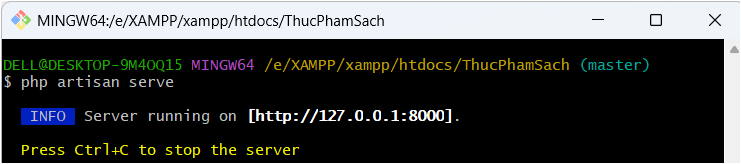 MINGW64:/e/XAMPP/xampp/htdocs/ThucPhamSach
DELL@DESKTOP-9M4OQ15 MINGW64 /e/XAMPP/xampp/htdocs/ThucPhamSach (master)
$ php artisan serve
INFO Server running on [http://127.0.0.1:8000].
Press Ctrl+C to stop the server